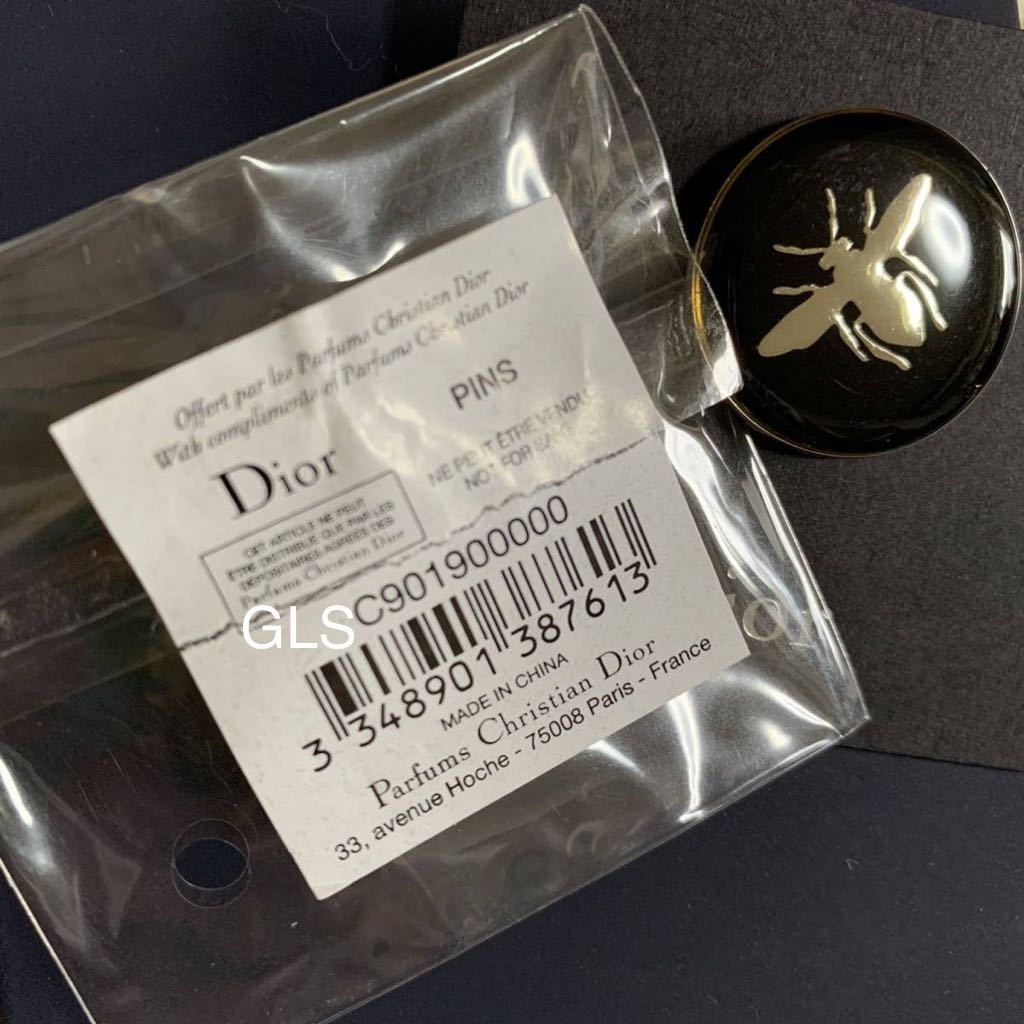 Offert par les Parfums Christian Dior
With compliments of Parfums Christian Dior
PINS
Dior
NE PEUT ÊTRE VENDU
NOT FOR SALE
CET ARTICLE NE PEUT
ÊTRE DISTRIBUÉ QUE PAR LES
DÉPOSITAIRES AGRÉÉS DES
Parfums Christian Dior
C90190000
GLS
3 348901 387613
MADE IN CHINA
Parfums Christian Dior
33, avenue Hoche - 75008 Paris - France